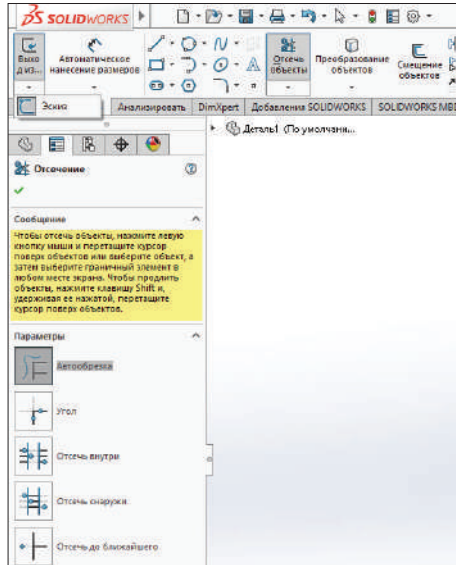 SOLIDWORKS
Выхо
д из...
Автоматическое
нанесение размеров
Отсечь
объекты
Преобразование
объектов
Смещение
объектов
Эскиз
Анализировать
DimXpert
Добавления SOLIDWORKS
SOLIDWORKS MBD
Деталь1 (По умолчани...
Отсечение
Сообщение
Чтобы отсечь объекты, нажмите левую
кнопку мыши и перетащите курсор
поверх объектов или выберите объект, а
затем выберите граничный элемент в
любом месте экрана. Чтобы продлить
объекты, нажмите клавишу Shift и,
удерживая ее нажатой, перетащите
курсор поверх объектов.
Параметры
Автообрезка
Угол
Отсечь внутри
Отсечь снаружи
Отсечь до ближайшего